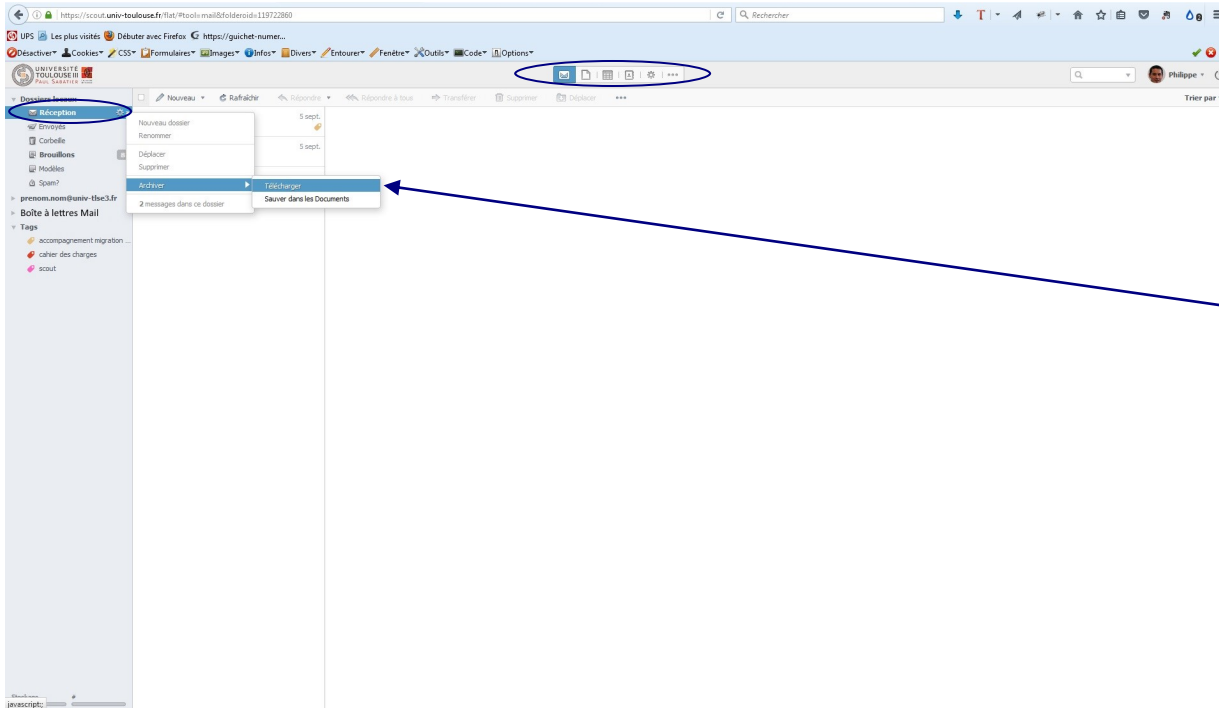 https://scout.univ-toulouse.fr/flat/#tool=mail&folderoid=119722860
Rechercher
UPS Les plus visités Débuter avec Firefox https://guichet-numer...
Désactiver Cookies CSS Formulaires Images Infos Divers Entourer Fenêtre Outils Code Options
UNIVERSITÉ
TOULOUSE III
PAUL SABATIER
Philippe
Dossiers locaux
Nouveau Rafraîchir Répondre Répondre à tous Transférer Supprimer Déplacer
Trier par
Réception
Envoyés
Corbeille
Brouillons
Modèles
Spam?
prenom.nom@univ-tlse3.fr
Boîte à lettres Mail
Tags
accompagnement migration ...
cahier des charges
scout
Nouveau dossier
Renommer
Déplacer
Supprimer
Archiver
2 messages dans ce dossier
Télécharger
Sauver dans les Documents
5 sept.
5 sept.
javascript:;